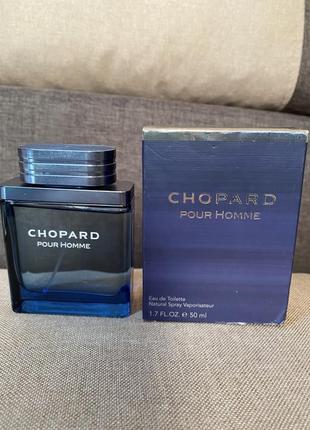 CHOPARD
POUR HOMME
CHOPARD
POUR HOMME
Eau de Toilette
Natural Spray Vaporisateur
1.7 FL.OZ. ℮ 50 ml